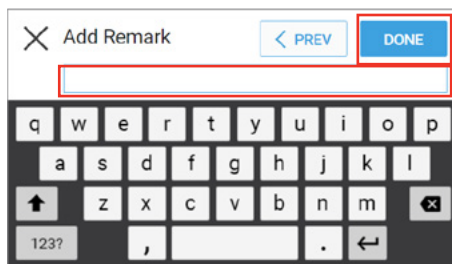 Add Remark < PREV DONE
q w e r t y u i o p
a s d f g h j k l
z x c v b n m
123? , .